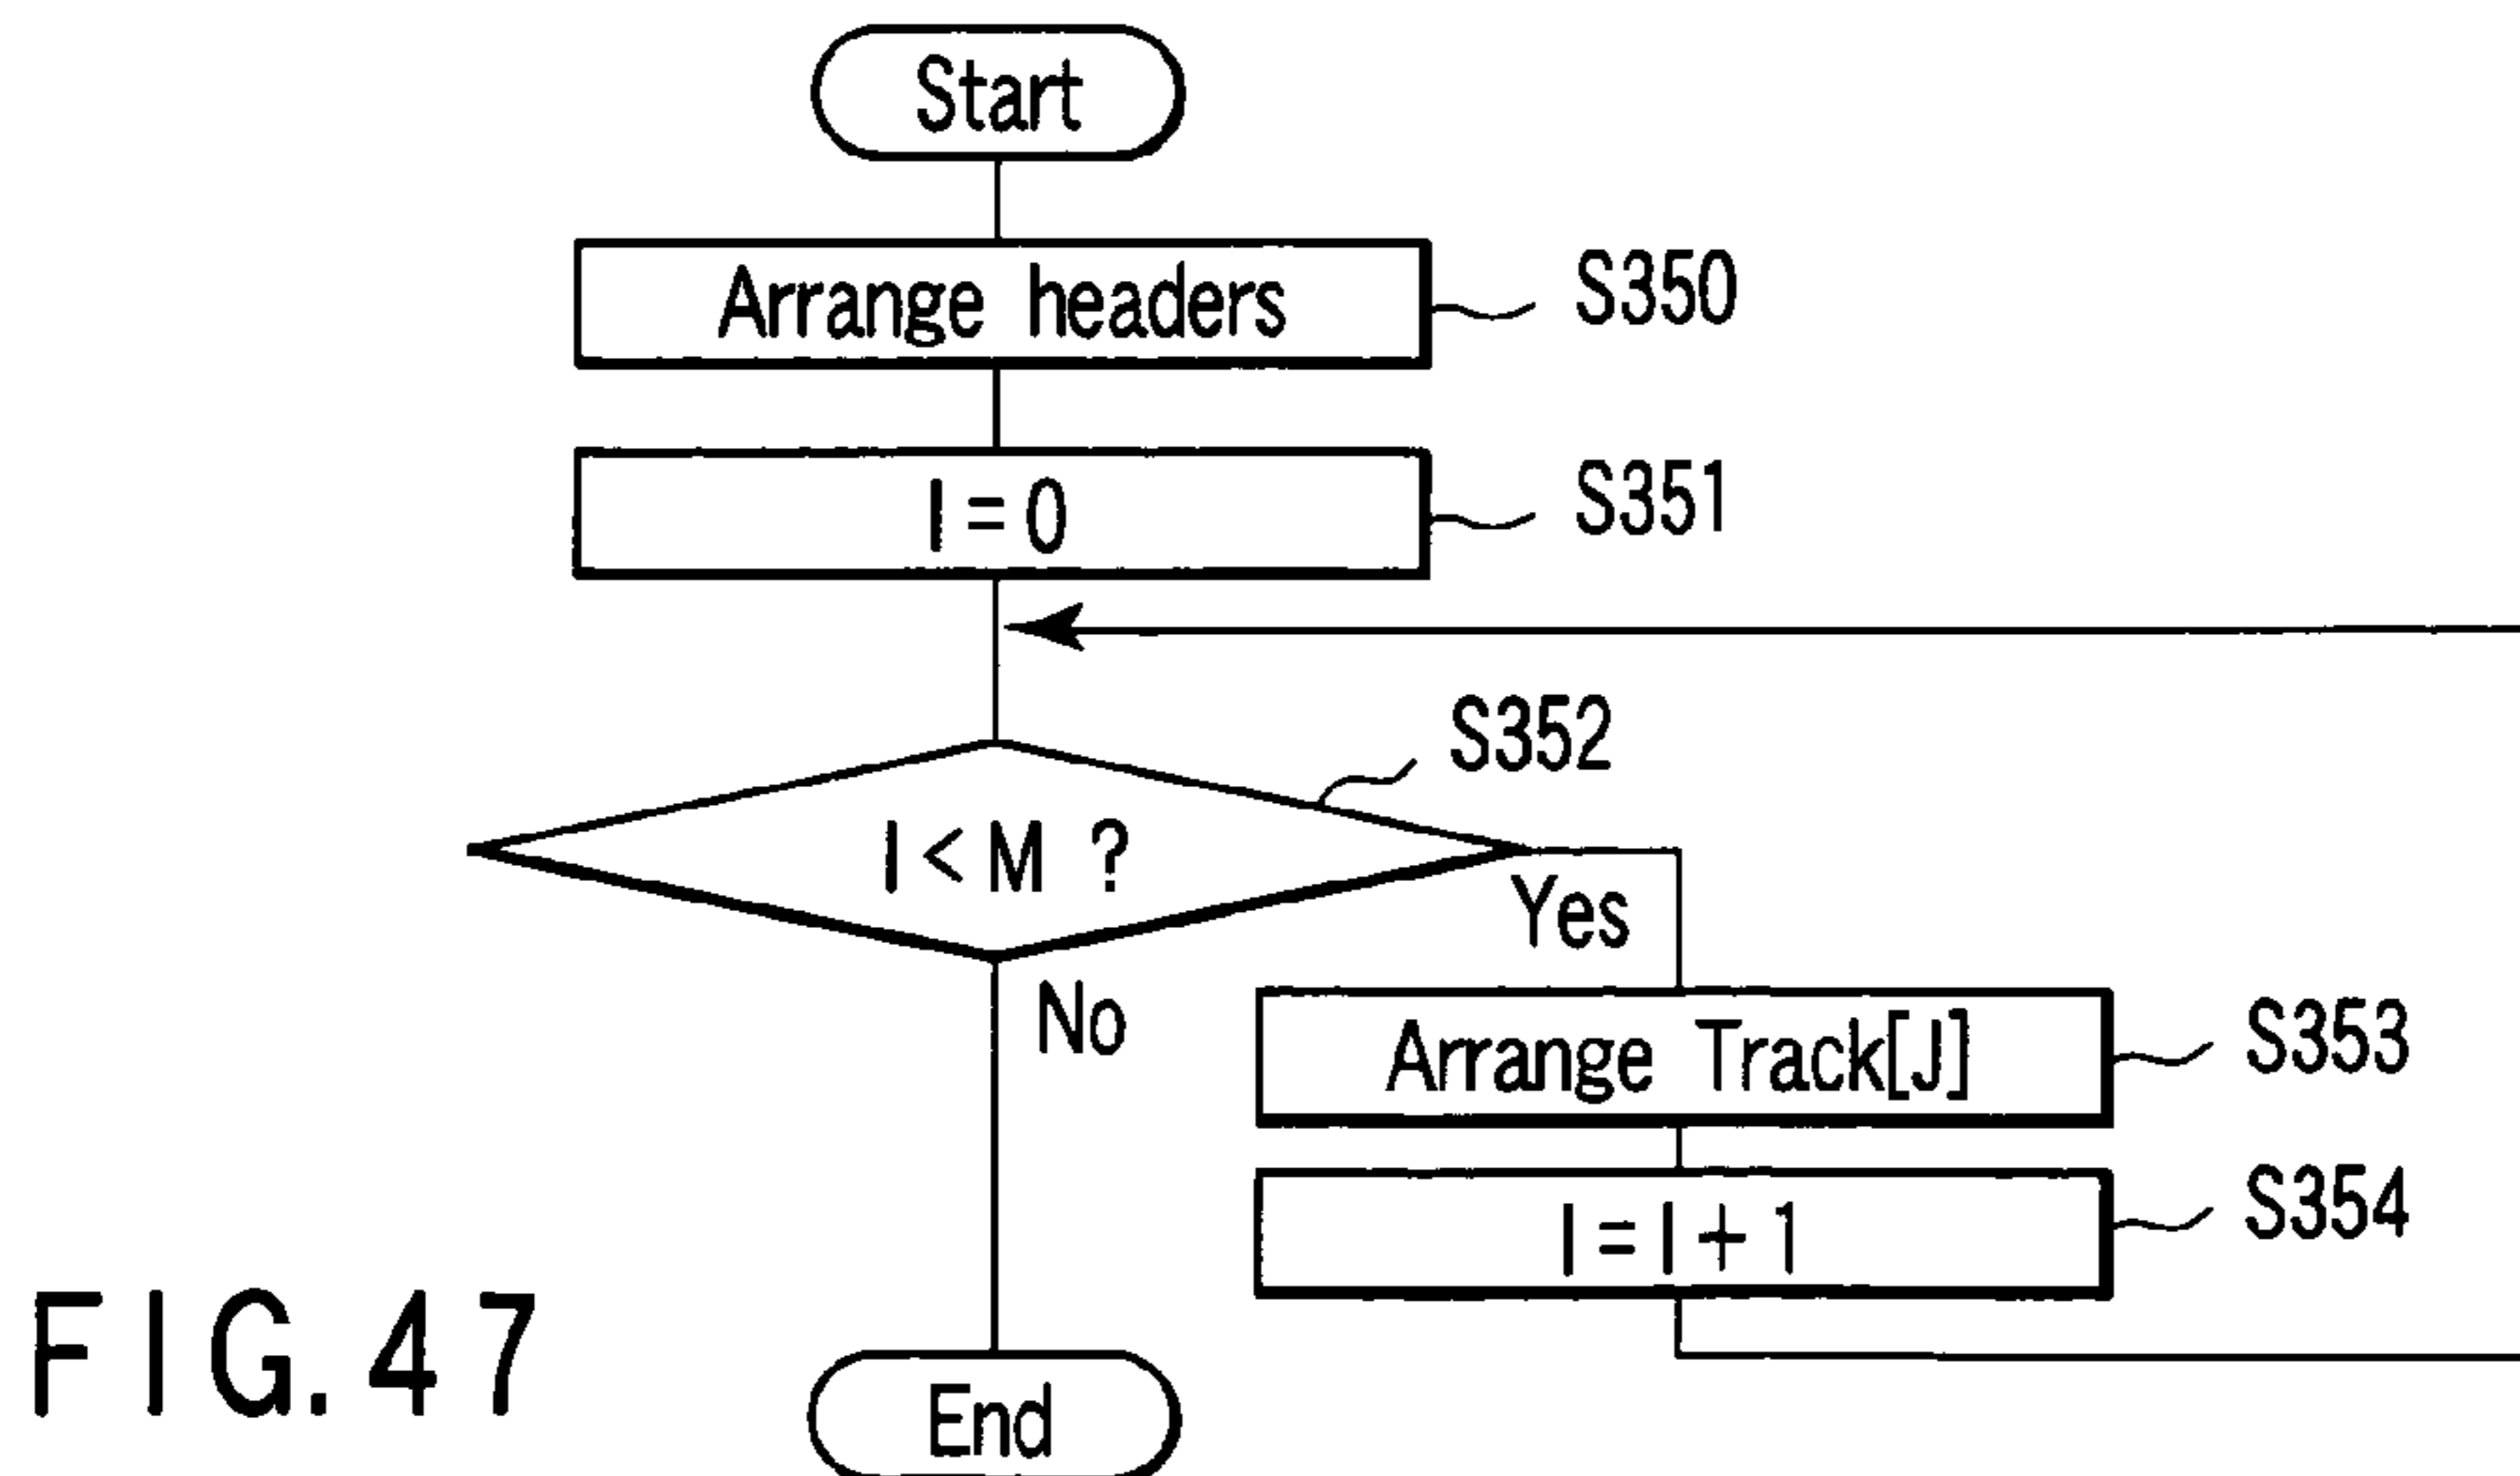 Start
Arrange headers
S350
I = 0
S351
S352
I < M ?
Yes
No
Arrange Track[J]
S353
I = I + 1
S354
End
FIG. 47